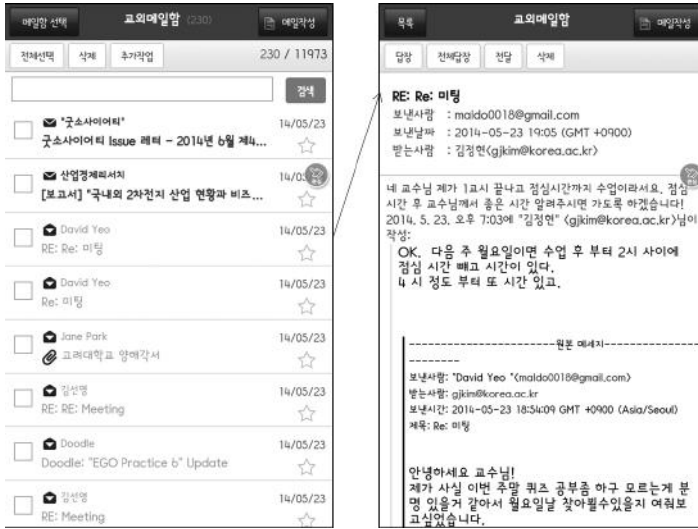 메일함 선택
교외메일함 (230)
메일작성
전체선택 삭제 추가작업
230 / 11973
검색
"굿소사이어티" 14/05/23
굿소사이어티 Issue 레터 - 2014년 6월 제4...
산업경제리서치
[보고서] "국내외 2차전지 산업 현황과 비즈...
David Yeo 14/05/23
RE: Re: 미팅
David Yeo 14/05/23
Re: 미팅
Jane Park 14/05/23
고려대학교 양해각서
김선명 14/05/23
RE: RE: Meeting
Doodle 14/05/23
Doodle: "EGO Practice 6" Update
김선영 14/05/23
RE: Meeting
목록
교외메일함
메일작성
답장 전체답장 전달 삭제
RE: Re: 미팅
보낸사람 : maido0018@gmail.com
보낸날짜 : 2014-05-23 19:05 (GMT +0900)
받는사람 : 김정현<gjkim@korea.ac.kr>
네 교수님 제가 1교시 끝나고 점심시간까지 수업이라서요. 점심
시간 후 교수님께서 좋은 시간 알려주시면 가도록 하겠습니다!
2014. 5. 23. 오후 7:03에 "김정현" <gjkim@korea.ac.kr>님이
작성:
OK. 다음 주 월요일이면 수업 후 부터 2시 사이에
점심 시간 빼고 시간이 있다.
4 시 정도 부터 또 시간 있고.
-----------------------원본 메세지---------------
--------
보낸사람: "David Yeo "<maido0018@gmail.com>
받는사람: gjkim@korea.ac.kr
보낸시간: 2014-05-23 18:54:09 GMT +0900 (Asia/Seoul)
제목: Re: 미팅
안녕하세요 교수님!
제가 사실 이번 주말 퀴즈 공부좀 하구 모르는게 분
명 있을거 같아서 월요일날 찾아뵐수있을지 여쭤보
고싶었습니다.